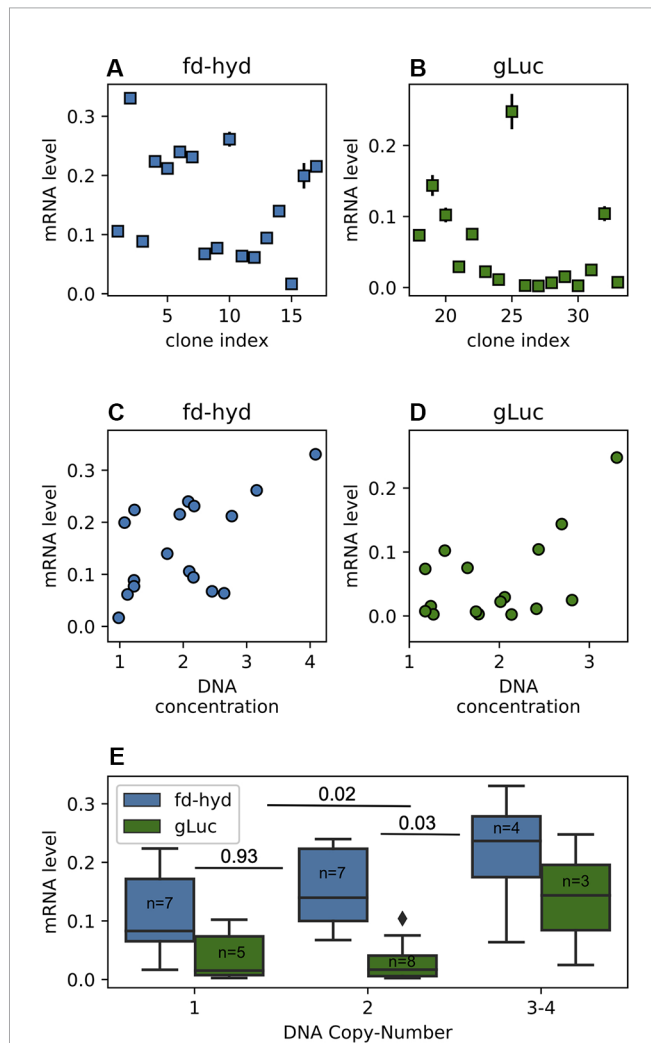 A fd-hyd
mRNA level
0.3
0.2
0.1
0.0
5 10 15
clone index
B gLuc
mRNA level
0.2
0.1
0.0
20 25 30
clone index
C fd-hyd
mRNA level
0.3
0.2
0.1
0.0
1 2 3 4
DNA
concentration
D gLuc
mRNA level
0.2
0.1
0.0
1 2 3
DNA
concentration
E
mRNA level
0.3
0.2
0.1
0.0
fd-hyd
gLuc
0.02
0.03
0.93
n=7
n=5
n=7
n=8
n=4
n=3
1 2 3-4
DNA Copy-Number